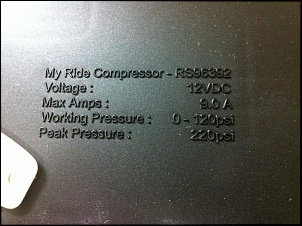 My Ride Compressor - RS96392
Voltage : 12VDC
Max Amps : 9.0 A
Working Pressure : 0 - 120psi
Peak Pressure : 220psi